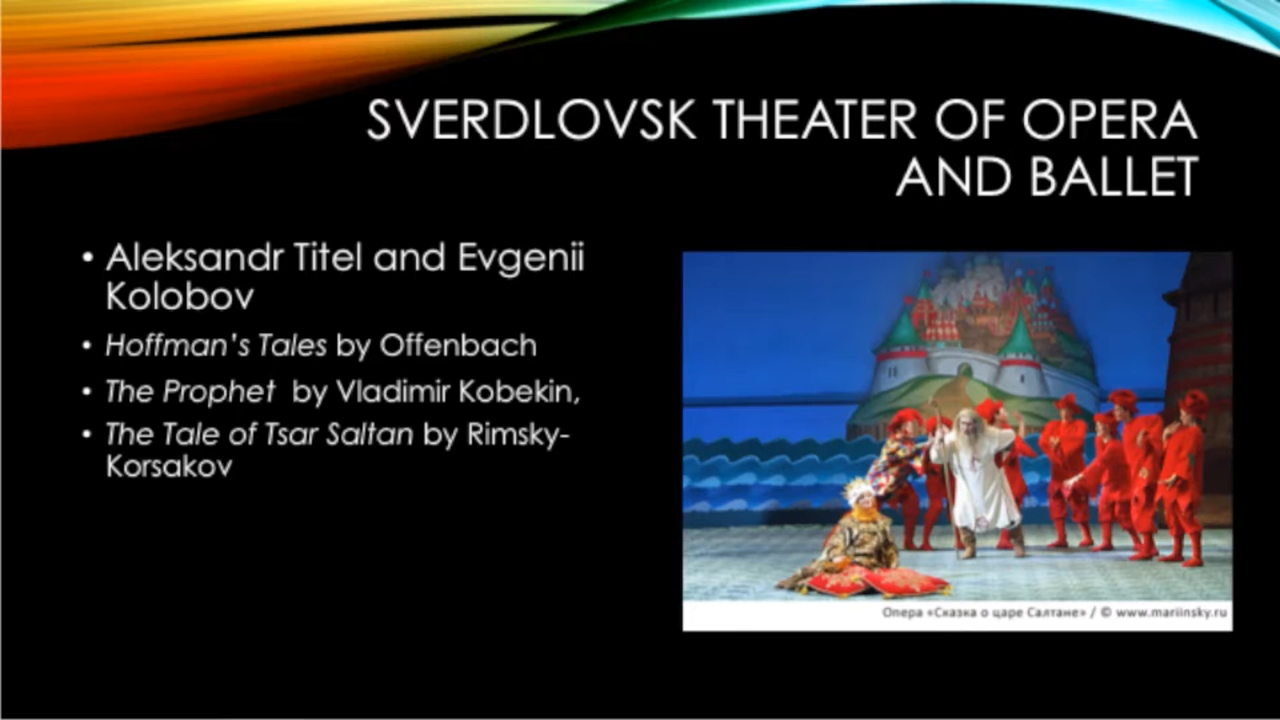 SVERDLOVSK THEATER OF OPERA
AND BALLET
• Aleksandr Titel and Evgenii
Kolobov
• Hoffman's Tales by Offenbach
• The Prophet by Vladimir Kobekin,
• The Tale of Tsar Saltan by Rimsky-
Korsakov
Опера «Сказка о царе Салтане» / © www.mariinsky.ru